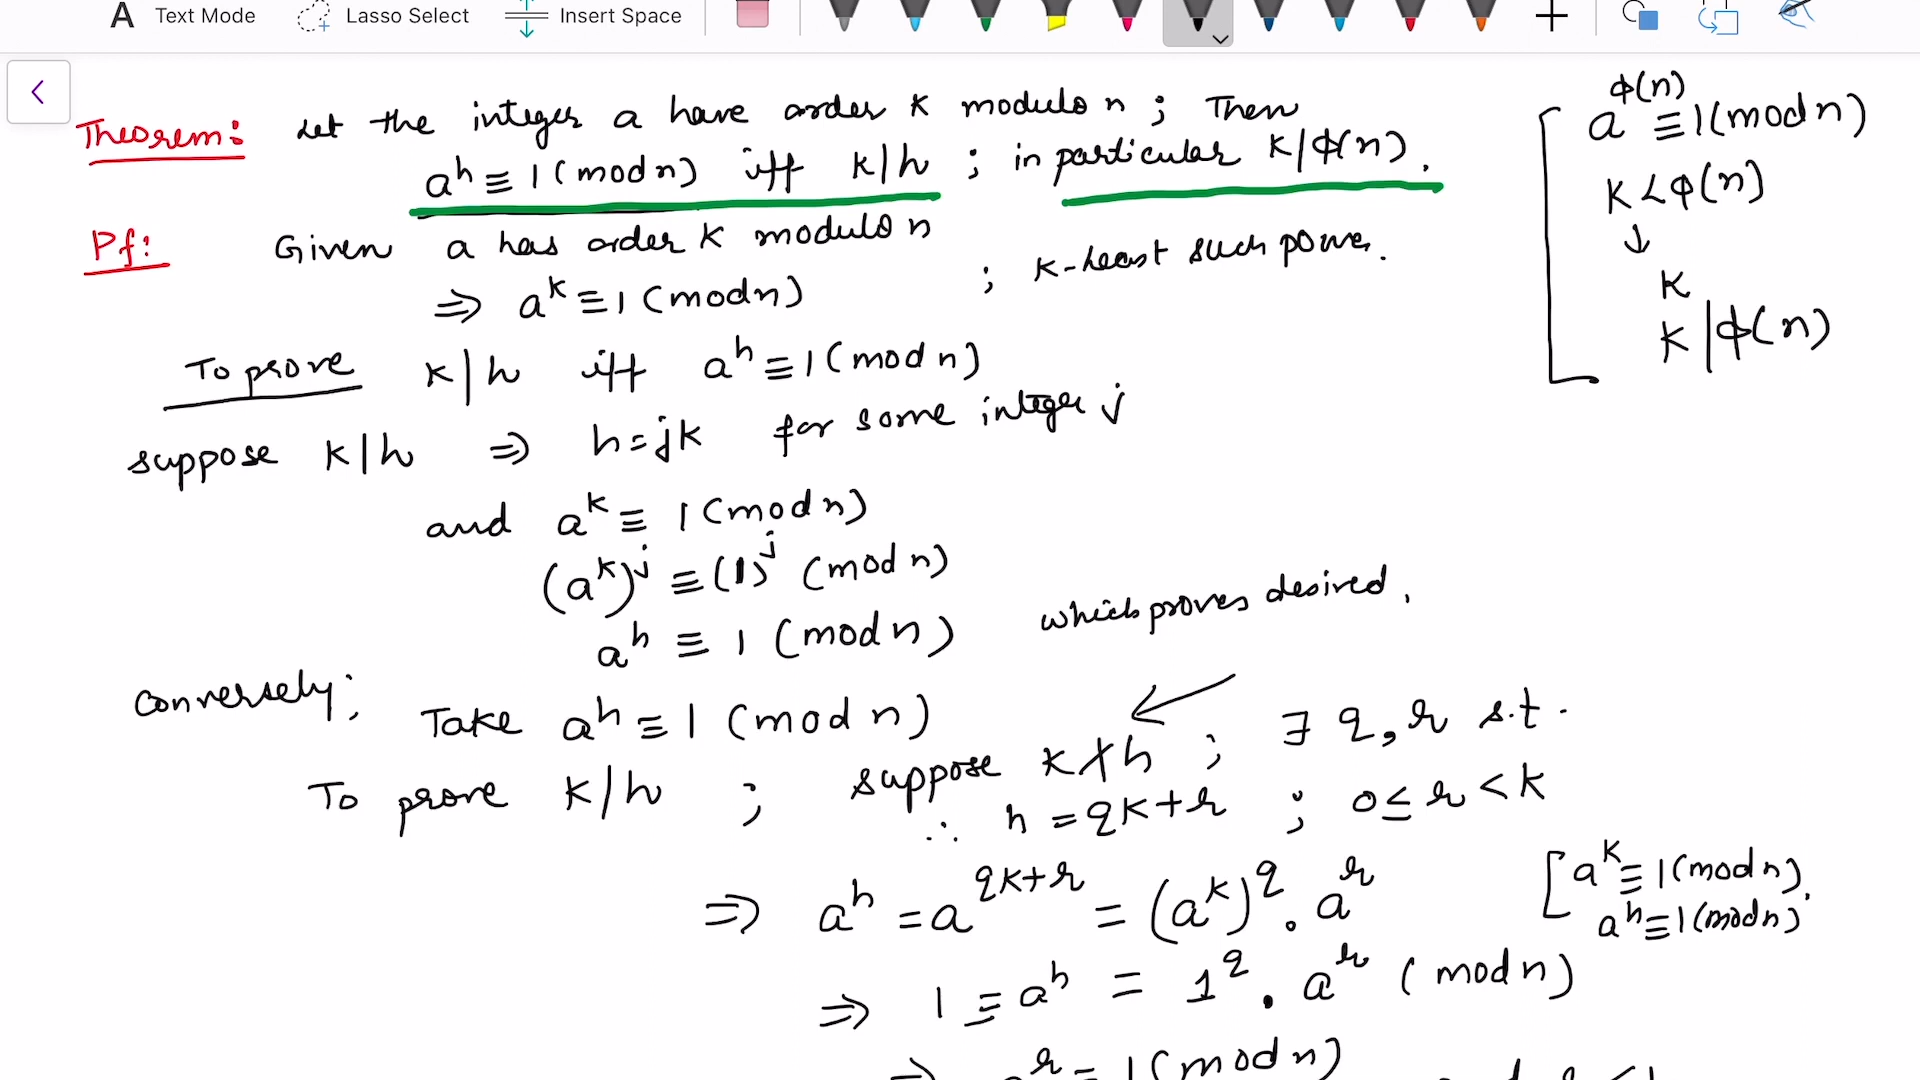 Text Mode Lasso Select Insert Space
Theorem: Let the integer a have order k modulo n ; Then
a^h ≡ 1 (mod n) iff k|h ; in particular k|ϕ(n).
Pf: Given a has order k modulo n
⇒ a^k ≡ 1 (mod n) ; k-least such power.
To prove k|h iff a^h ≡ 1 (mod n)
suppose k|h ⇒ h = jk for some integer j
and a^k ≡ 1 (mod n)
(a^k)^j ≡ (1)^j (mod n)
a^h ≡ 1 (mod n) which proves desired.
Conversely; Take a^h ≡ 1 (mod n)
To prove k|h ; suppose k∤h ; ∃ q, r s.t.
∴ h = qk+r ; 0 ≤ r < k
⇒ a^h = a^{qk+r} = (a^k)^q . a^r
⇒ 1 ≡ a^h = 1^q . a^r (mod n)
⇒ a^r ≡ 1 (mod n)
a^{ϕ(n)} ≡ 1 (mod n)
k < ϕ(n)
↓
k
k | ϕ(n)
[a^k ≡ 1 (mod n)
a^h ≡ 1 (mod n)